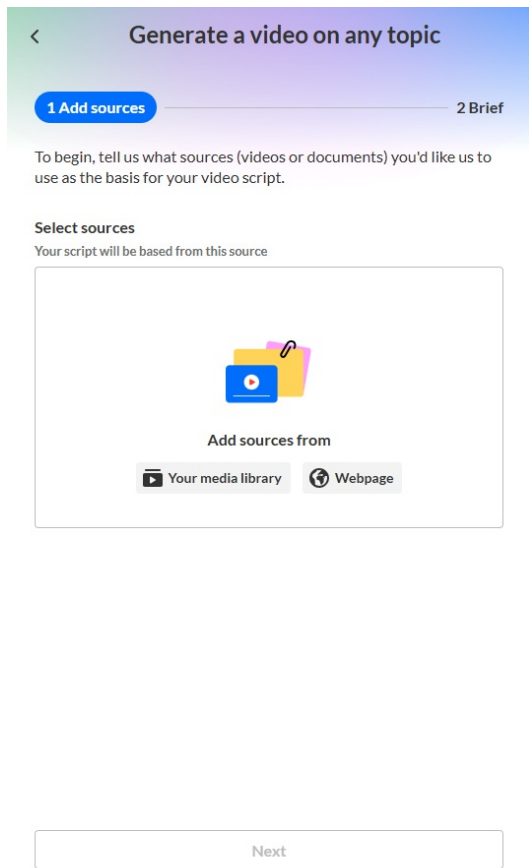 Generate a video on any topic
1 Add sources
2 Brief
To begin, tell us what sources (videos or documents) you'd like us to
use as the basis for your video script.
Select sources
Your script will be based from this source
Add sources from
Your media library
Webpage
Next